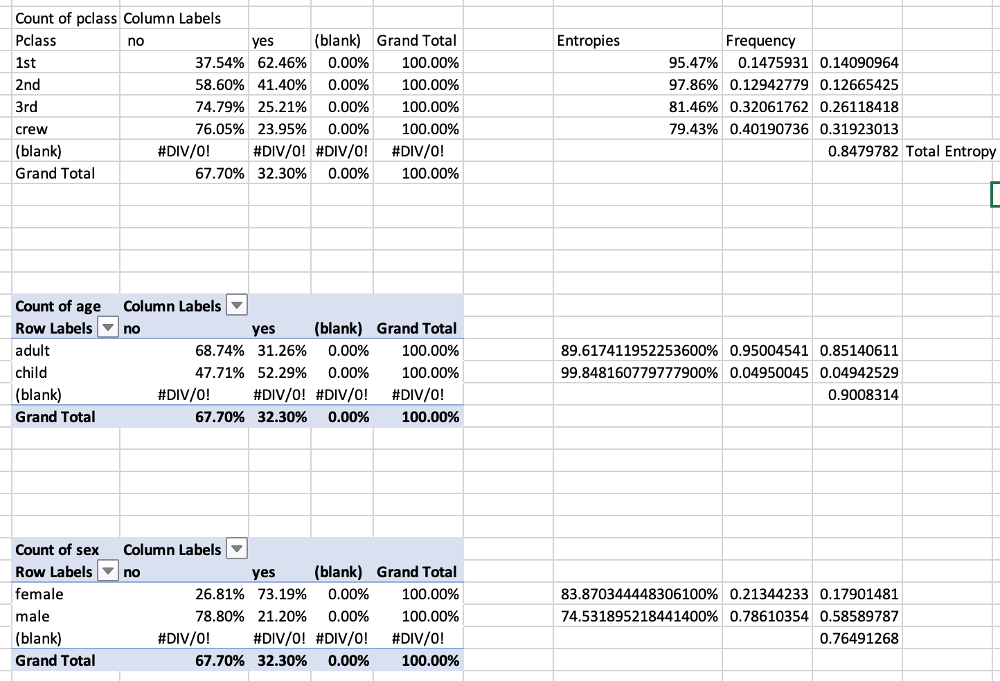 Count of pclass Column Labels
Pclass no yes (blank) Grand Total Entropies Frequency
1st 37.54% 62.46% 0.00% 100.00% 95.47% 0.1475931 0.14090964
2nd 58.60% 41.40% 0.00% 100.00% 97.86% 0.12942779 0.12665425
3rd 74.79% 25.21% 0.00% 100.00% 81.46% 0.32061762 0.26118418
crew 76.05% 23.95% 0.00% 100.00% 79.43% 0.40190736 0.31923013
(blank) #DIV/0! #DIV/0! #DIV/0! #DIV/0! 0.8479782 Total Entropy
Grand Total 67.70% 32.30% 0.00% 100.00%
Count of age Column Labels
Row Labels no yes (blank) Grand Total
adult 68.74% 31.26% 0.00% 100.00% 89.617411952253600% 0.95004541 0.85140611
child 47.71% 52.29% 0.00% 100.00% 99.848160779777900% 0.04950045 0.04942529
(blank) #DIV/0! #DIV/0! #DIV/0! #DIV/0! 0.9008314
Grand Total 67.70% 32.30% 0.00% 100.00%
Count of sex Column Labels
Row Labels no yes (blank) Grand Total
female 26.81% 73.19% 0.00% 100.00% 83.870344448306100% 0.21344233 0.17901481
male 78.80% 21.20% 0.00% 100.00% 74.531895218441400% 0.78610354 0.58589787
(blank) #DIV/0! #DIV/0! #DIV/0! #DIV/0! 0.76491268
Grand Total 67.70% 32.30% 0.00% 100.00%